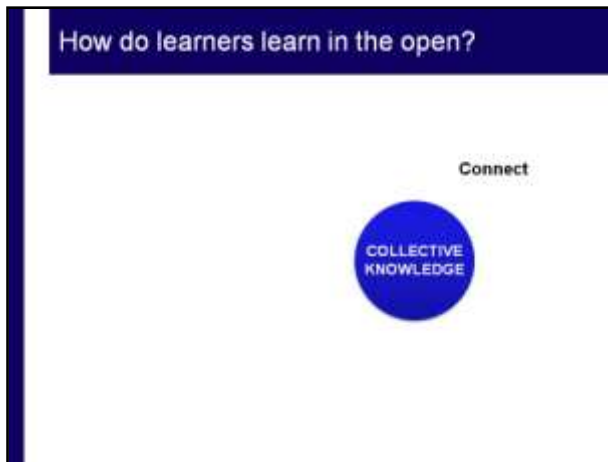 How do learners learn in the open?
Connect
COLLECTIVE
KNOWLEDGE